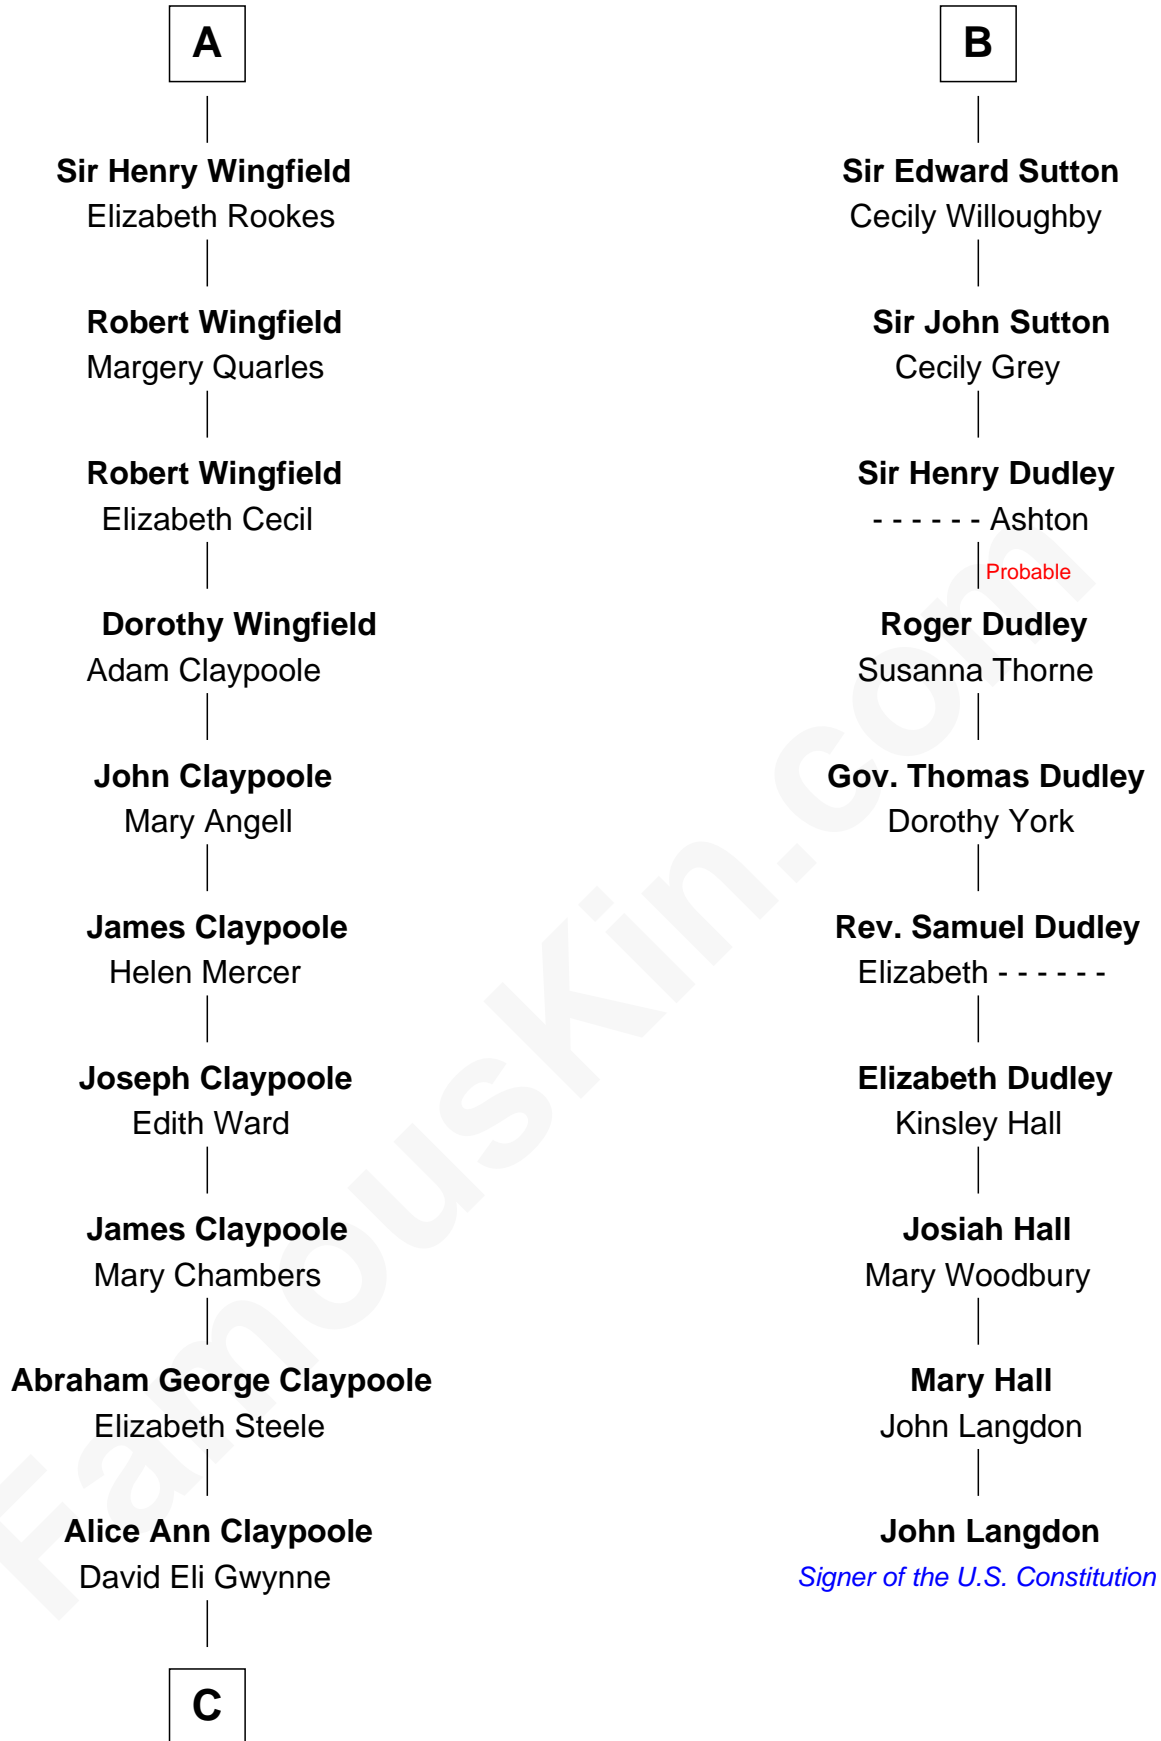 A
Sir Henry Wingfield
Elizabeth Rookes
Robert Wingfield
Margery Quarles
Robert Wingfield
Elizabeth Cecil
Dorothy Wingfield
Adam Claypoole
John Claypoole
Mary Angell
James Claypoole
Helen Mercer
Joseph Claypoole
Edith Ward
James Claypoole
Mary Chambers
Abraham George Claypoole
Elizabeth Steele
Alice Ann Claypoole
David Eli Gwynne
C
B
Sir Edward Sutton
Cecily Willoughby
Sir John Sutton
Cecily Grey
Sir Henry Dudley
- - - - - - Ashton
Probable
Roger Dudley
Susanna Thorne
Gov. Thomas Dudley
Dorothy York
Rev. Samuel Dudley
Elizabeth - - - - - -
Elizabeth Dudley
Kinsley Hall
Josiah Hall
Mary Woodbury
Mary Hall
John Langdon
John Langdon
Signer of the U.S. Constitution
FamousKin.com